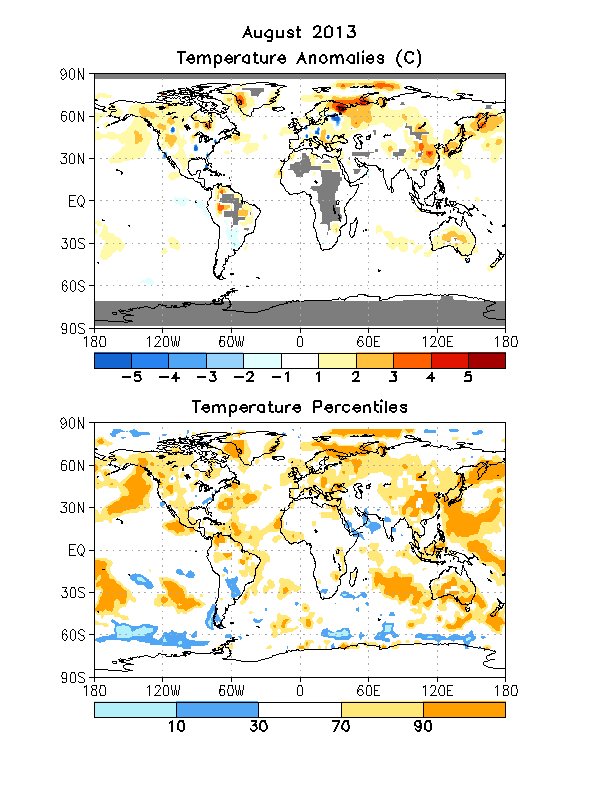 August 2013
Temperature Anomalies (C)
90N
60N
30N
EQ
30S
60S
90S
180 120W 60W 0 60E 120E 180
-5 -4 -3 -2 -1 1 2 3 4 5
Temperature Percentiles
90N
60N
30N
EQ
30S
60S
90S
180 120W 60W 0 60E 120E 180
10 30 70 90